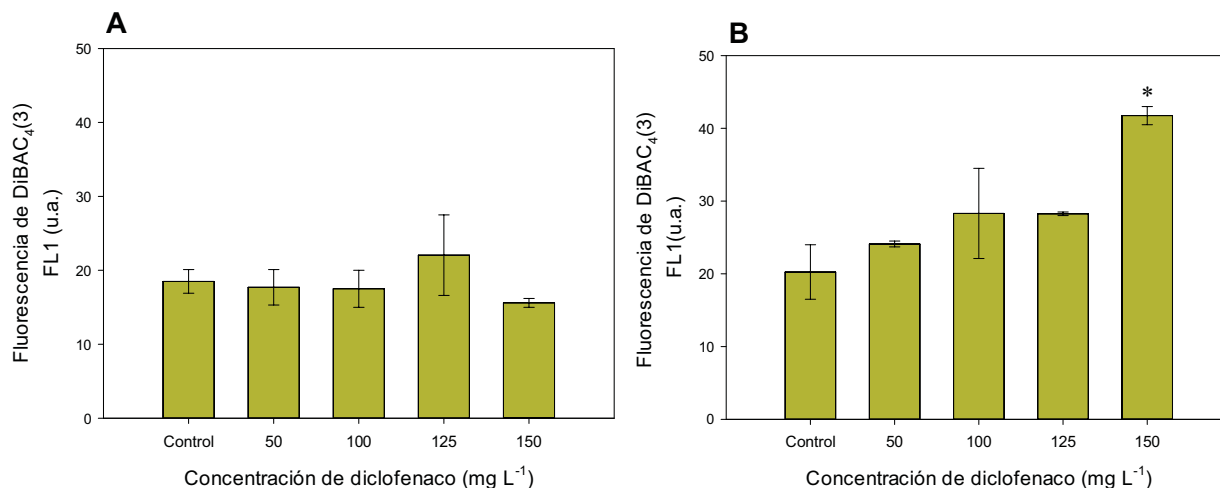 A
Fluorescencia de DiBAC₄(3)
FL1 (u.a.)
50
40
30
20
10
0
Control 50 100 125 150
Concentración de diclofenaco (mg L⁻¹)
B
Fluorescencia de DiBAC₄(3)
FL1(u.a.)
50
40
30
20
10
0
*
Control 50 100 125 150
Concentración de diclofenaco (mg L⁻¹)